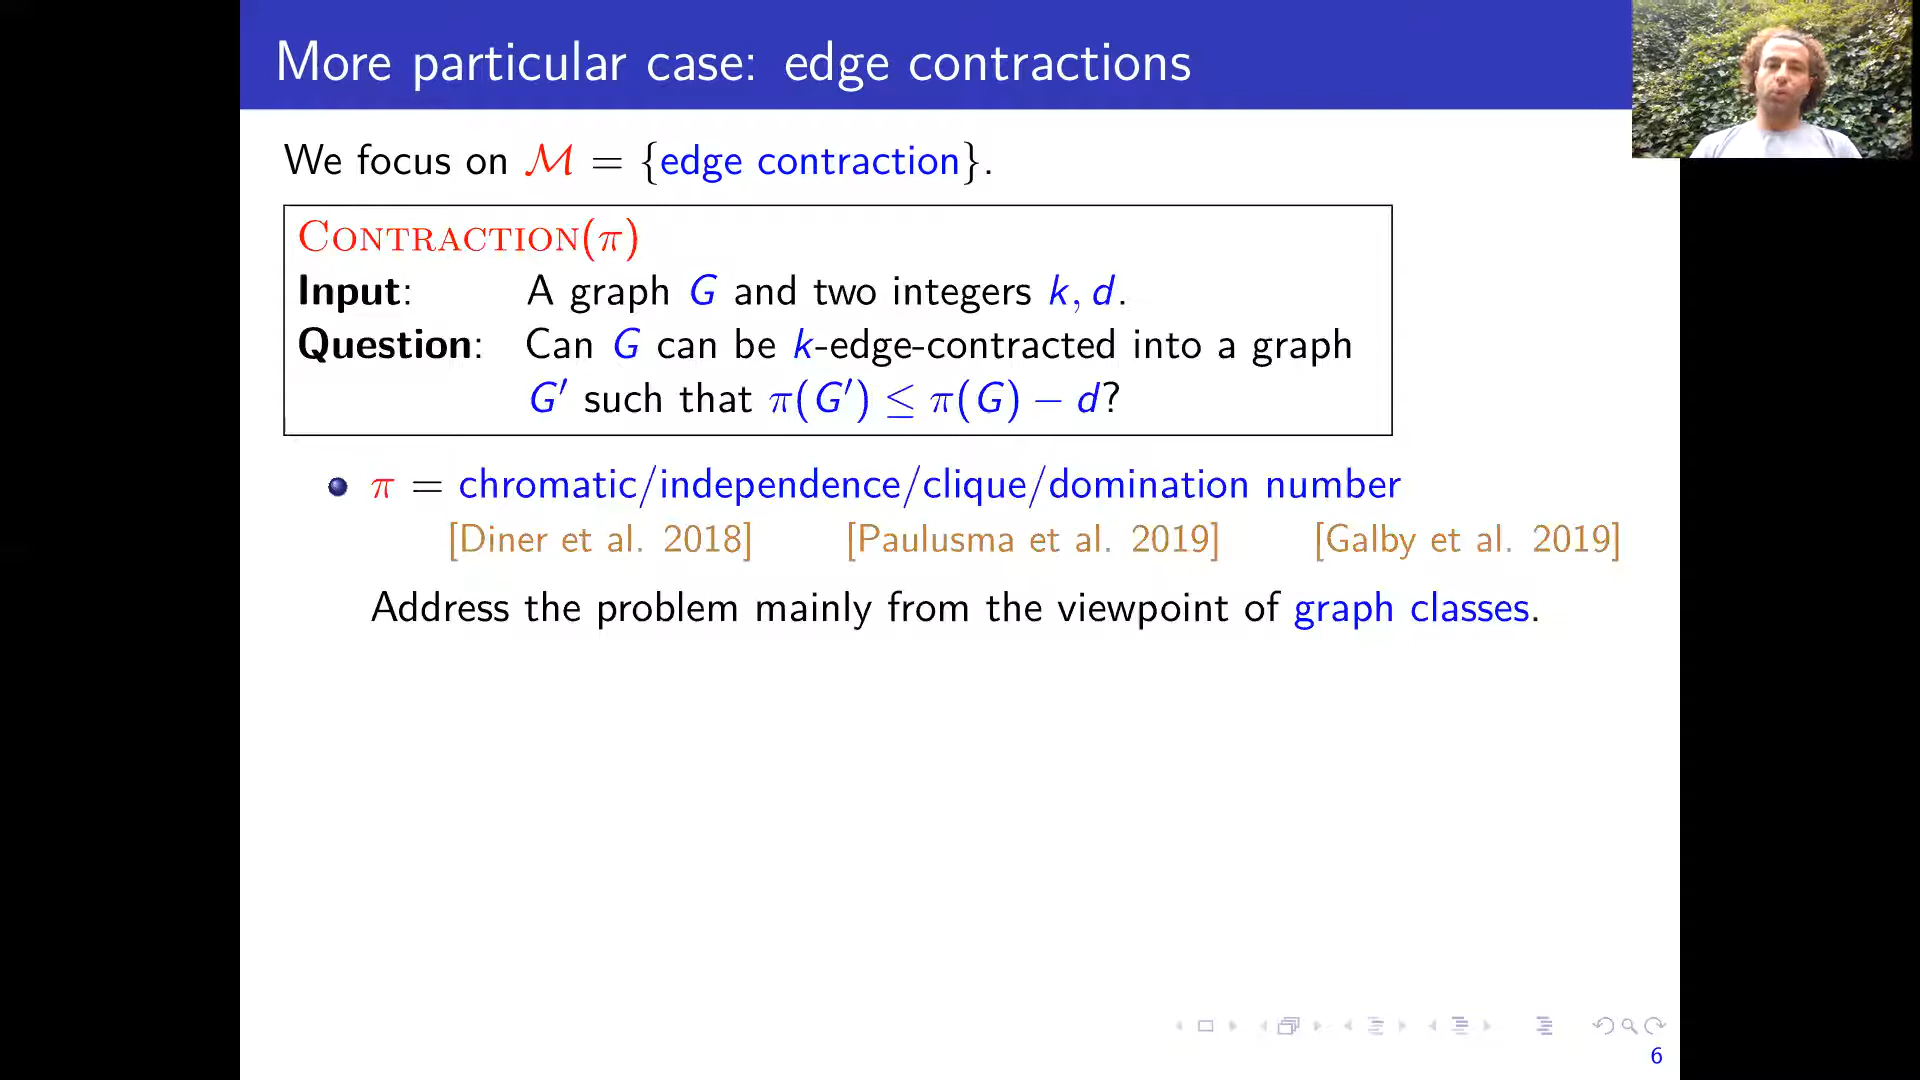 More particular case: edge contractions
We focus on ℳ = {edge contraction}.
Contraction(π)
Input: A graph G and two integers k, d.
Question: Can G can be k-edge-contracted into a graph
G′ such that π(G′) ≤ π(G) − d?
π = chromatic/independence/clique/domination number
[Diner et al. 2018] [Paulusma et al. 2019] [Galby et al. 2019]
Address the problem mainly from the viewpoint of graph classes.
6